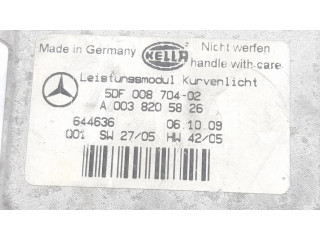 Made in Germany HELLA Nicht werfen
handle with care
Leistungsmodul Kurvenlicht
5DF 008 704-02
A 003 820 58 26
644636 06.10.09
Q01 SW 27/05 HW 42/05